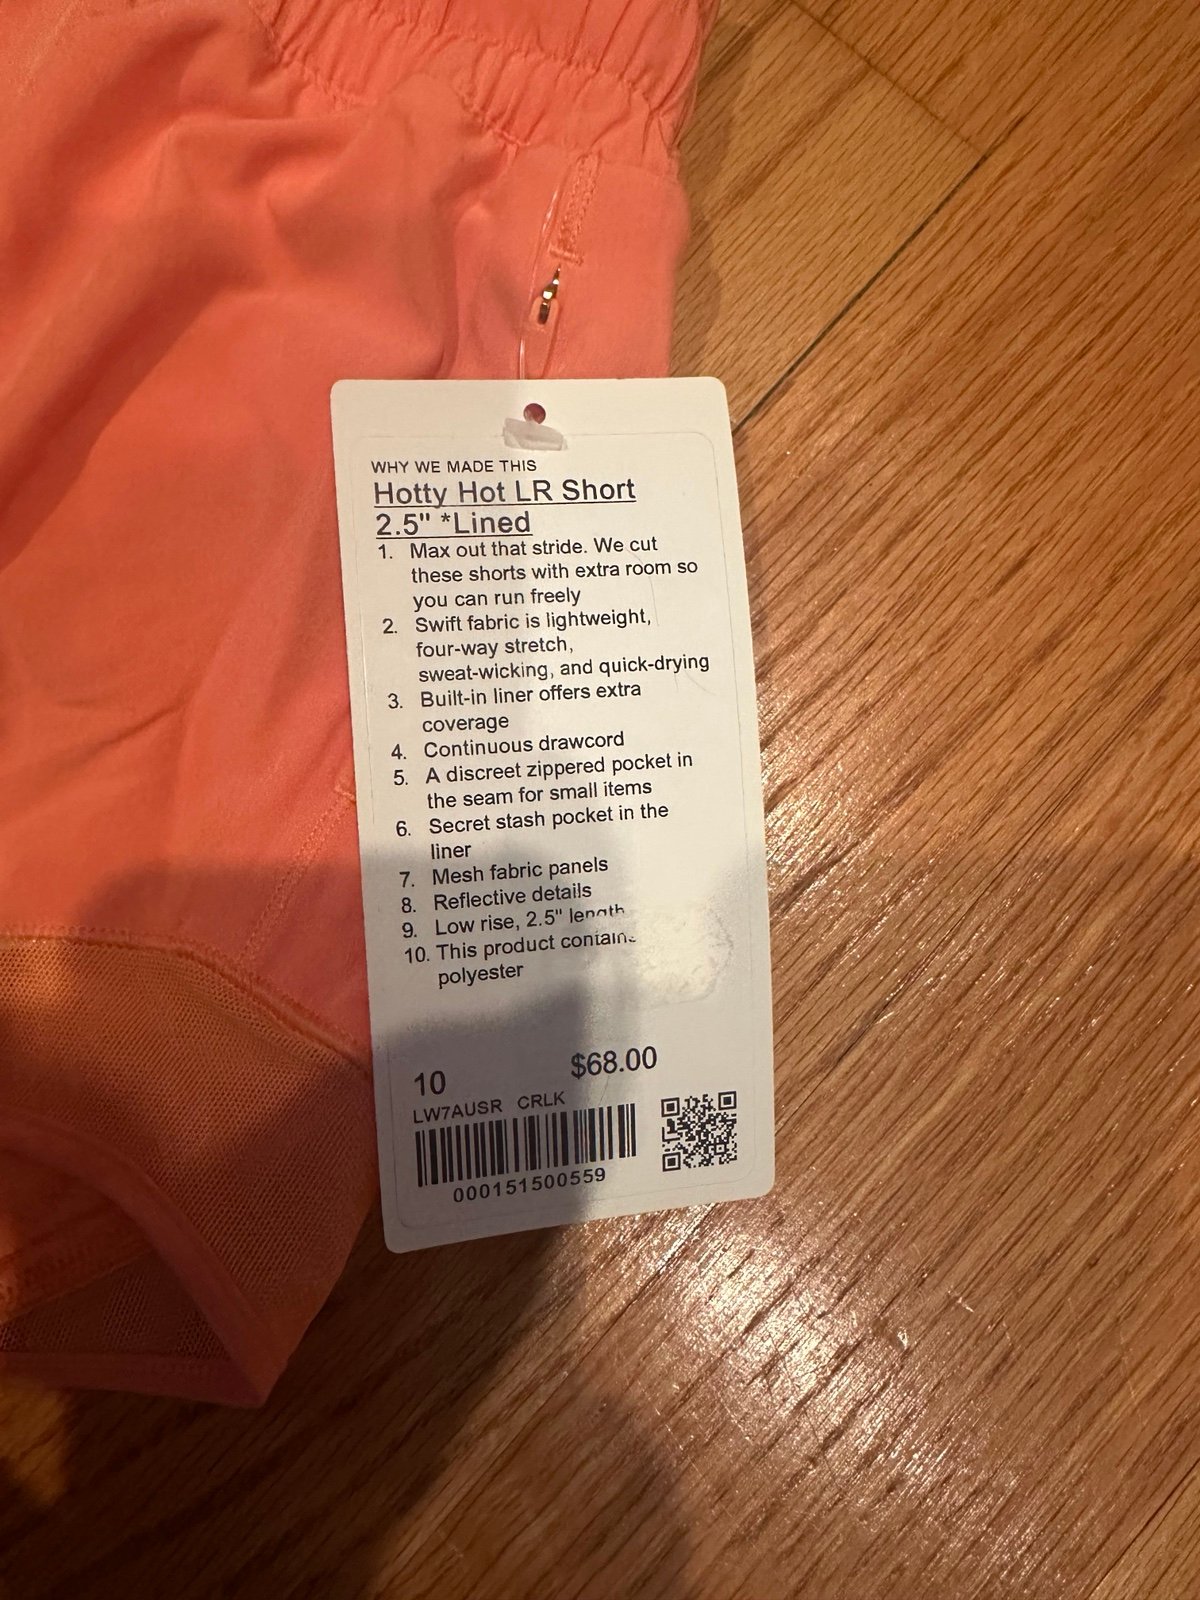 WHY WE MADE THIS
Hotty Hot LR Short
2.5" *Lined
1. Max out that stride. We cut
these shorts with extra room so
you can run freely
2. Swift fabric is lightweight,
four-way stretch,
sweat-wicking, and quick-drying
3. Built-in liner offers extra
coverage
4. Continuous drawcord
5. A discreet zippered pocket in
the seam for small items
6. Secret stash pocket in the
liner
7. Mesh fabric panels
8. Reflective details
9. Low rise, 2.5" length
10. This product contains
polyester
10 $68.00
LW7AUSR CRLK
000151500559